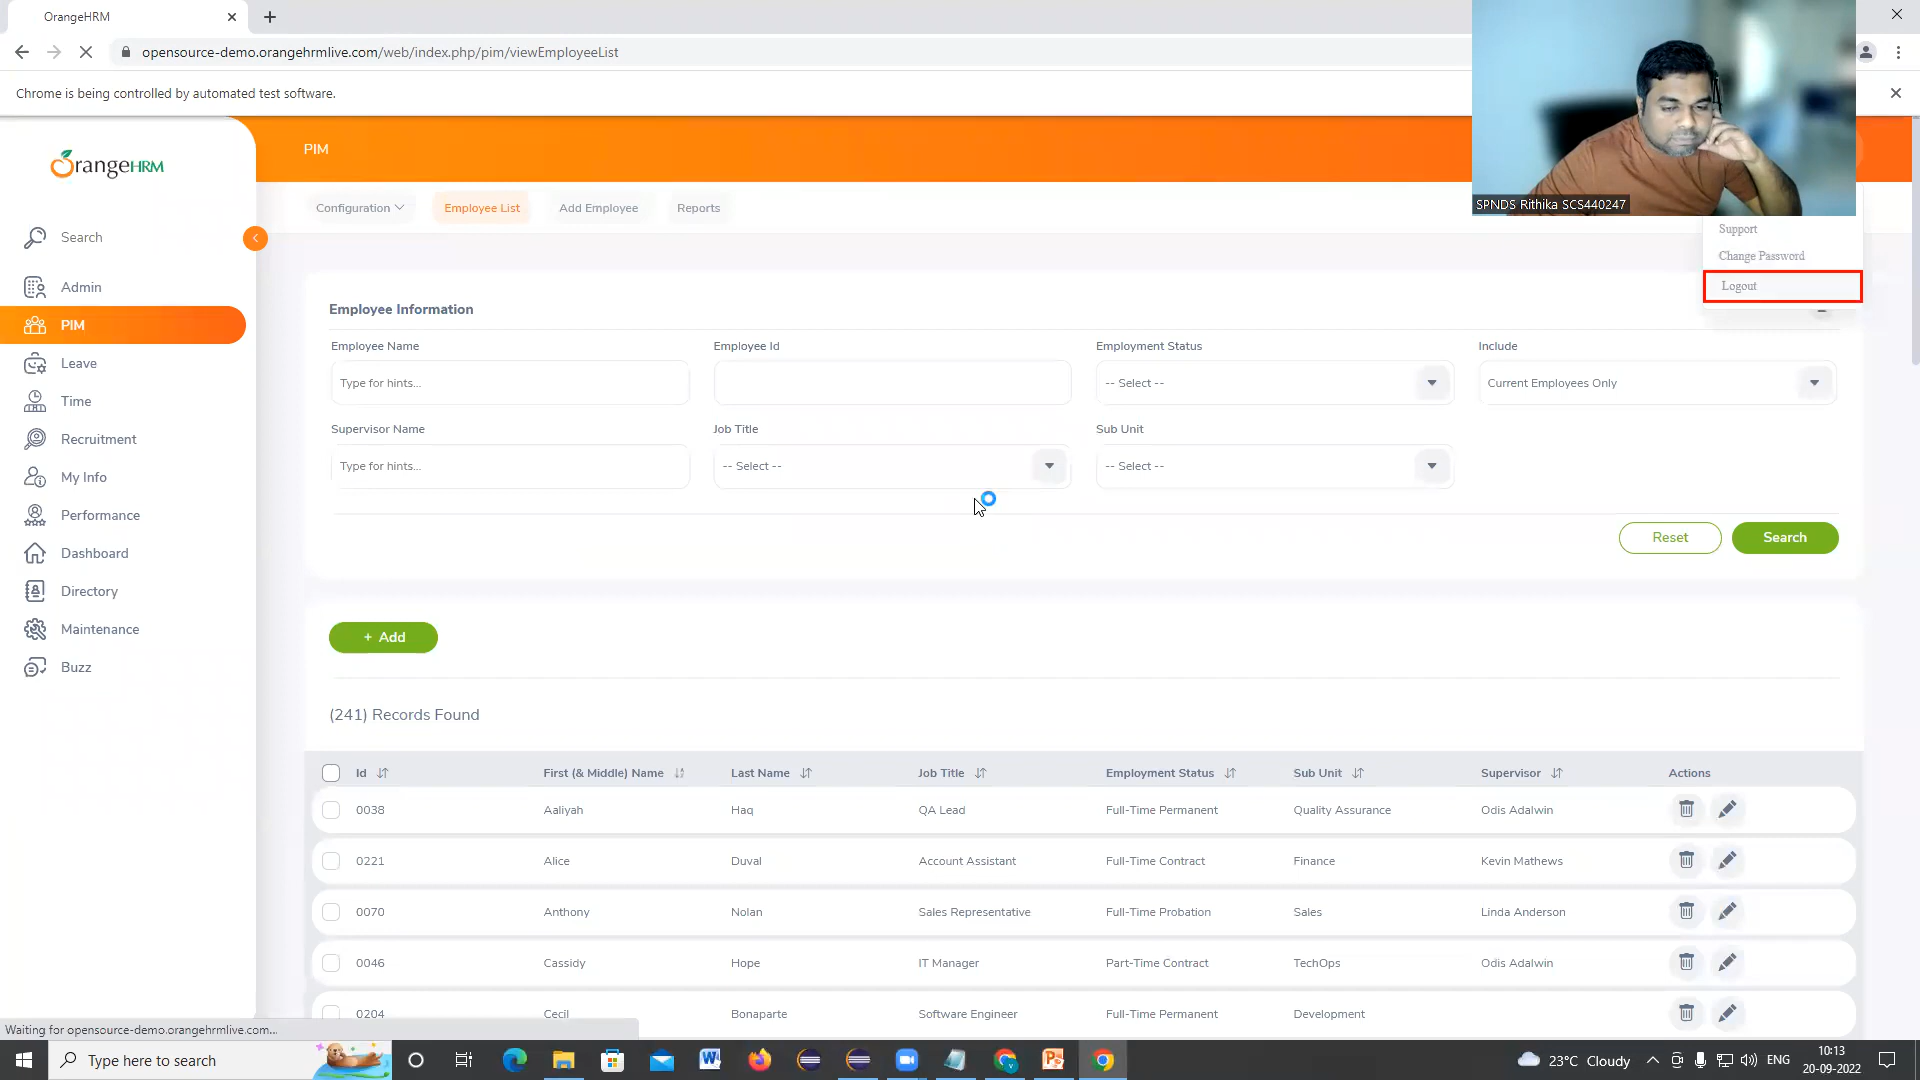 OrangeHRM
opensource-demo.orangehrmlive.com/web/index.php/pim/viewEmployeeList
Chrome is being controlled by automated test software.
OrangeHRM
PIM
SPNDS Rithika SCS440247
Configuration
Employee List
Add Employee
Reports
Support
Change Password
Logout
Search
Admin
PIM
Leave
Time
Recruitment
My Info
Performance
Dashboard
Directory
Maintenance
Buzz
Employee Information
Employee Name
Employee Id
Employment Status
Include
Type for hints...
-- Select --
Current Employees Only
Supervisor Name
Job Title
Sub Unit
Type for hints...
-- Select --
-- Select --
Reset
Search
+ Add
(241) Records Found
Id First (& Middle) Name Last Name Job Title Employment Status Sub Unit Supervisor Actions
0038 Aaliyah Haq QA Lead Full-Time Permanent Quality Assurance Odis Adalwin
0221 Alice Duval Account Assistant Full-Time Contract Finance Kevin Mathews
0070 Anthony Nolan Sales Representative Full-Time Probation Sales Linda Anderson
0046 Cassidy Hope IT Manager Part-Time Contract TechOps Odis Adalwin
0204 Cecil Bonaparte Software Engineer Full-Time Permanent Development
Waiting for opensource-demo.orangehrmlive.com...
Type here to search
23°C Cloudy
ENG
10:13
20-09-2022